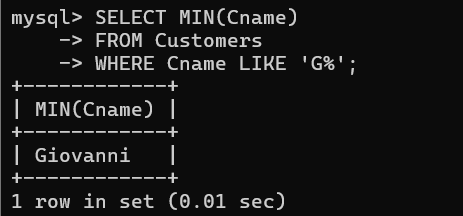 mysql> SELECT MIN(Cname)
    -> FROM Customers
    -> WHERE Cname LIKE 'G%';
+------------+
| MIN(Cname) |
+------------+
| Giovanni   |
+------------+
1 row in set (0.01 sec)